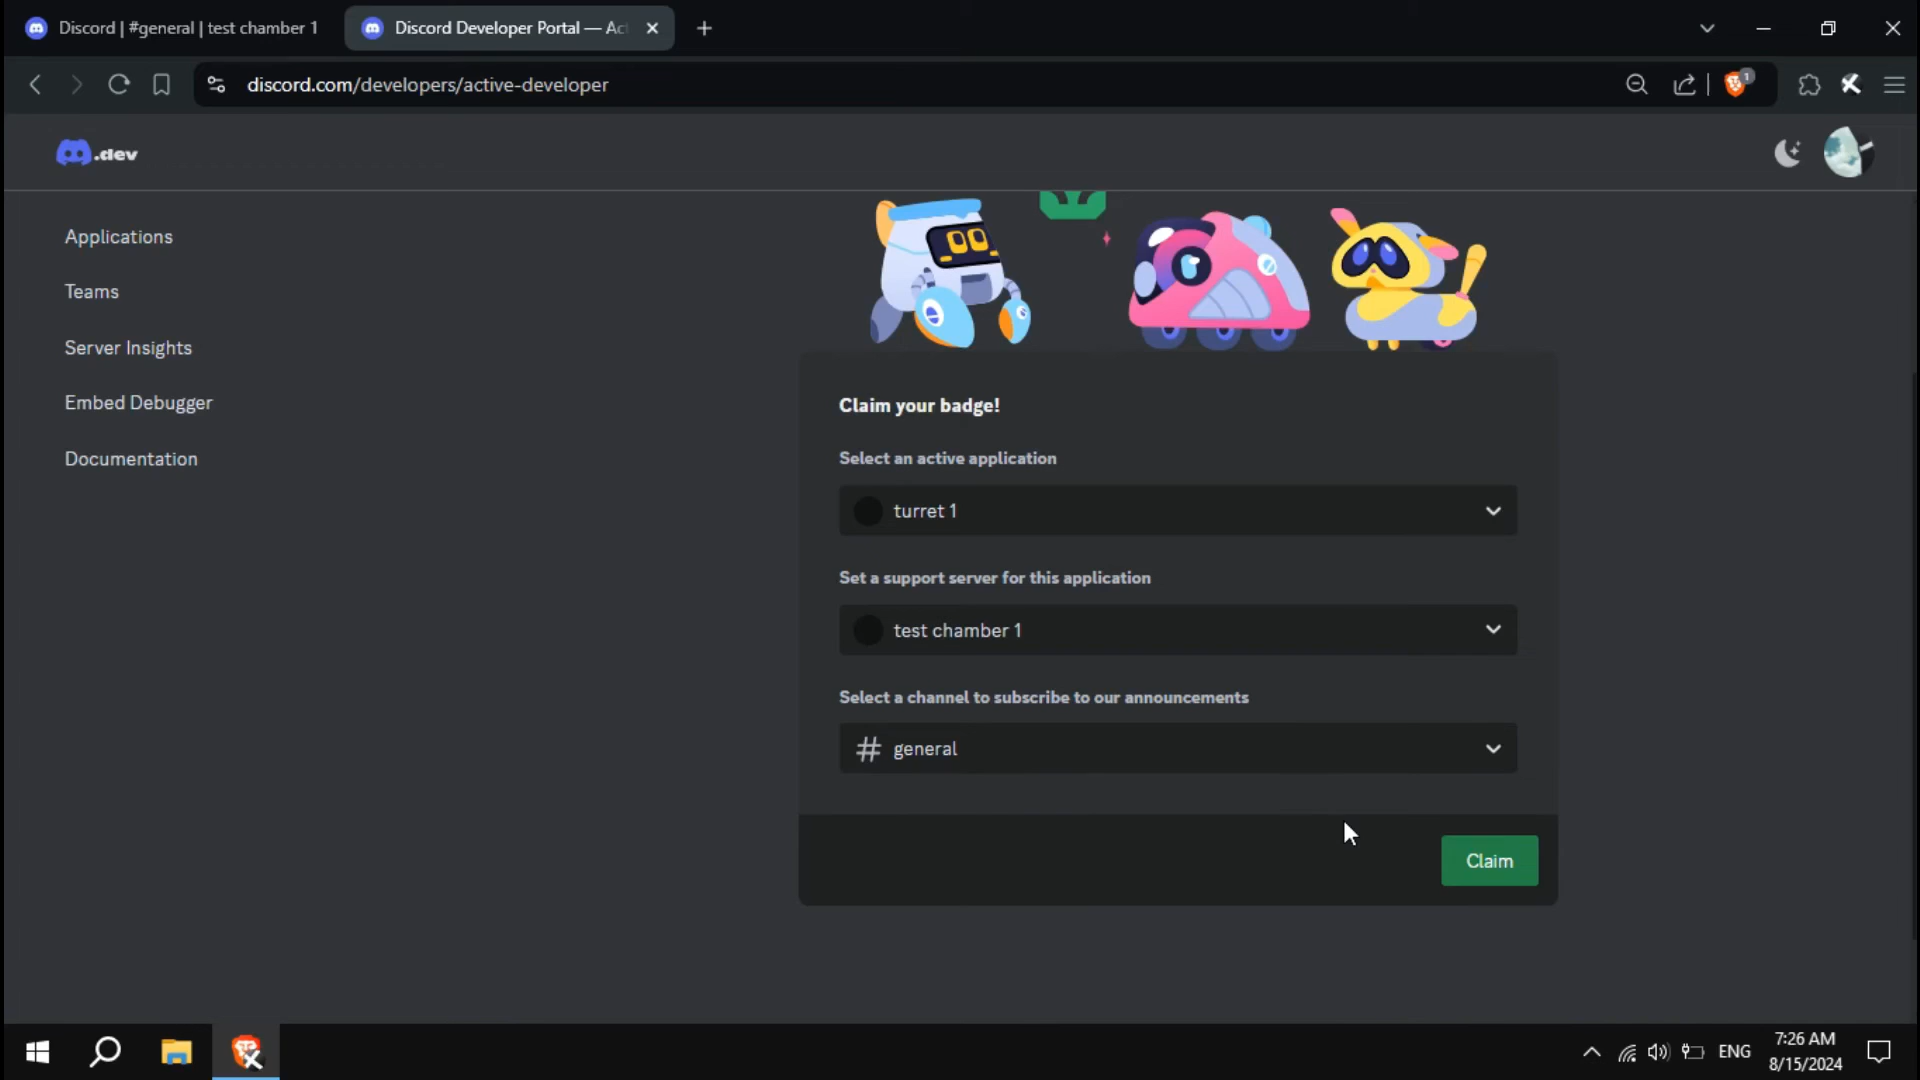 Discord | #general | test chamber 1
Discord Developer Portal — Ac
discord.com/developers/active-developer
1
.dev
Applications
Teams
Server Insights
Embed Debugger
Documentation
Claim your badge!
Select an active application
turret 1
Set a support server for this application
test chamber 1
Select a channel to subscribe to our announcements
# general
Claim
ENG
7:26 AM
8/15/2024